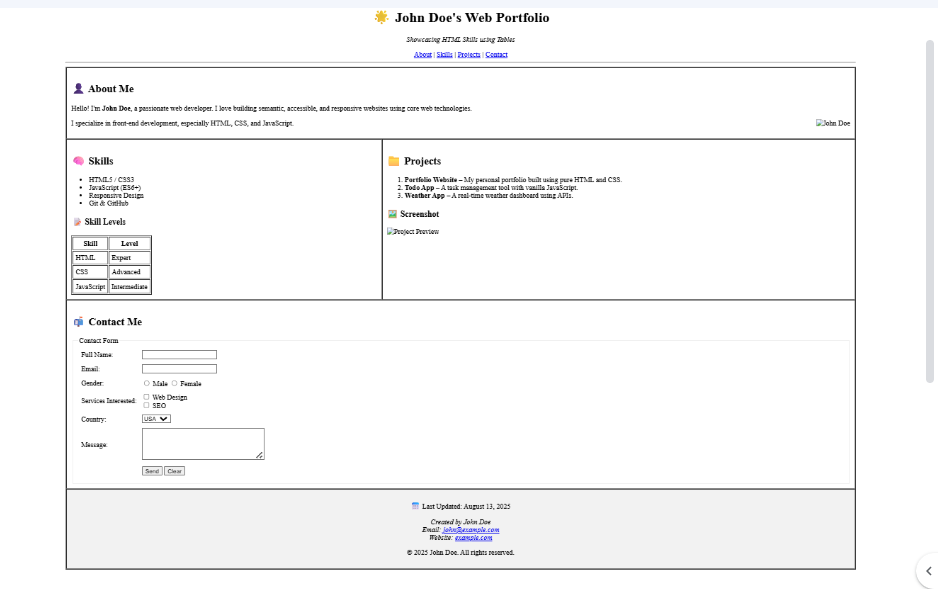 John Doe's Web Portfolio
Showcasing HTML Skills using Tables
About | Skills | Projects | Contact
About Me
Hello! I'm John Doe, a passionate web developer. I love building semantic, accessible, and responsive websites using core web technologies.
I specialize in front-end development, especially HTML, CSS, and JavaScript.
John Doe
Skills
HTML5 / CSS3
JavaScript (ES6+)
Responsive Design
Git & GitHub
Skill Levels
Skill Level
HTML Expert
CSS Advanced
JavaScript Intermediate
Projects
1. Portfolio Website – My personal portfolio built using pure HTML and CSS.
2. Todo App – A task management tool with vanilla JavaScript.
3. Weather App – A real-time weather dashboard using APIs.
Screenshot
Project Preview
Contact Me
Contact Form
Full Name:
Email:
Gender: Male Female
Services Interested: Web Design
SEO
Country: USA
Message:
Send Clear
Last Updated: August 13, 2025
Created by John Doe
Email: john@example.com
Website: example.com
© 2025 John Doe. All rights reserved.